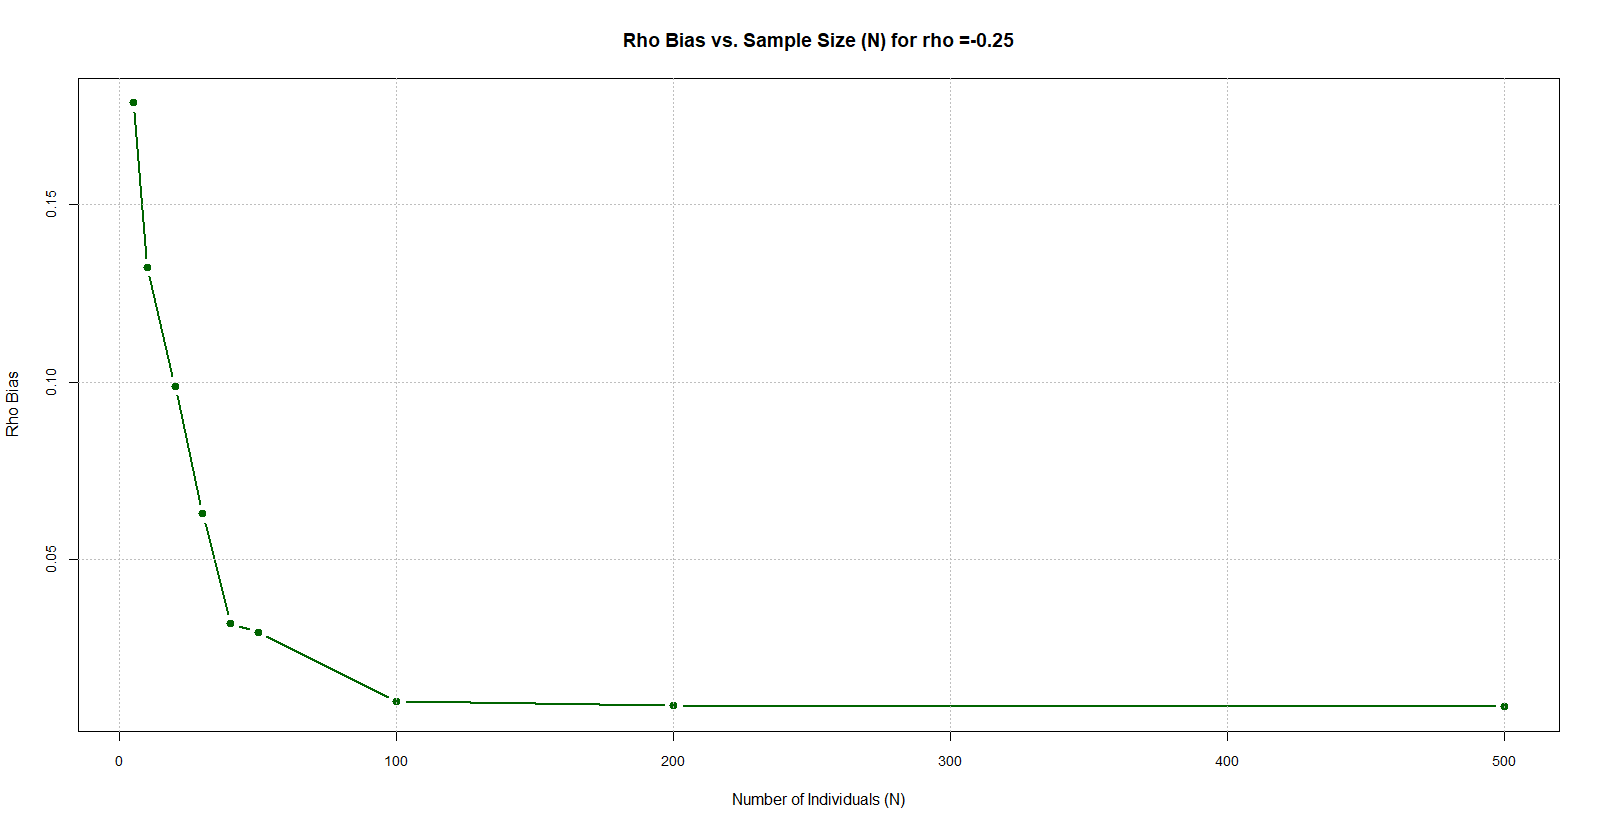 Rho Bias vs. Sample Size (N) for rho =-0.25
0.15
0.10
0.05
Rho Bias
0 100 200 300 400 500
Number of Individuals (N)